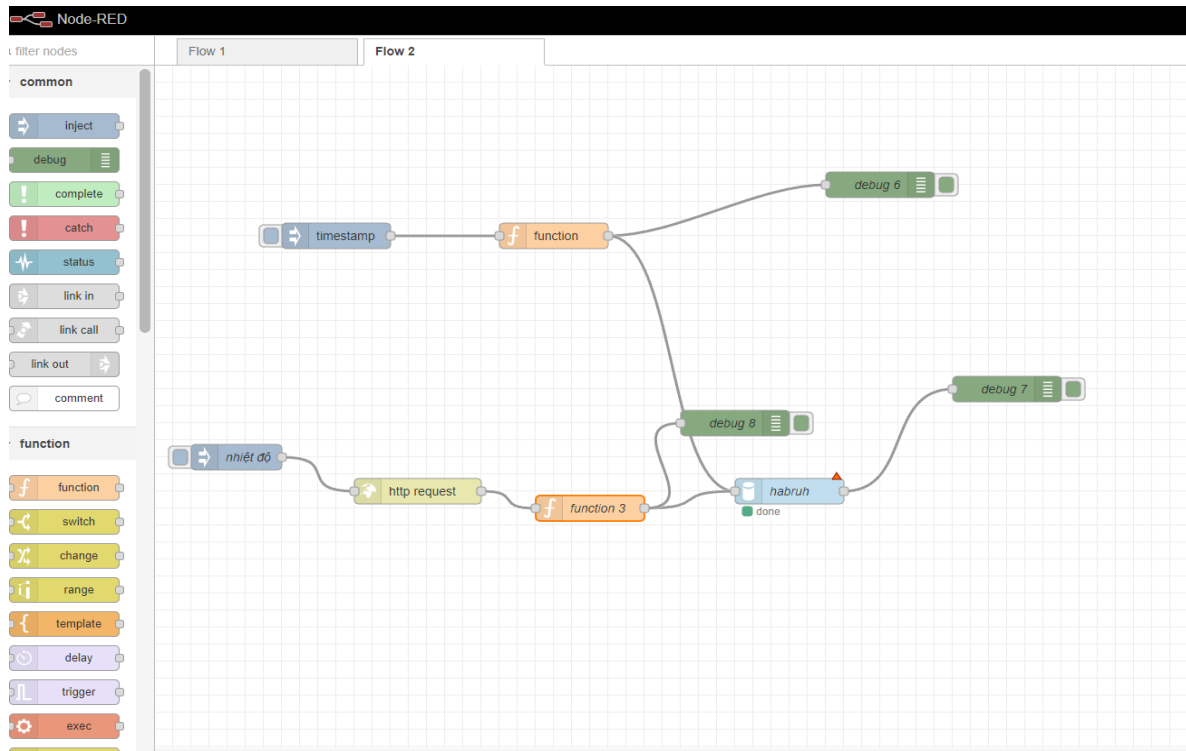 Node-RED
filter nodes
Flow 1
Flow 2
common
inject
debug
complete
catch
status
link in
link call
link out
comment
function
function
switch
change
range
template
delay
trigger
exec
debug 6
timestamp
function
debug 7
debug 8
nhiệt độ
http request
habruh
function 3
done